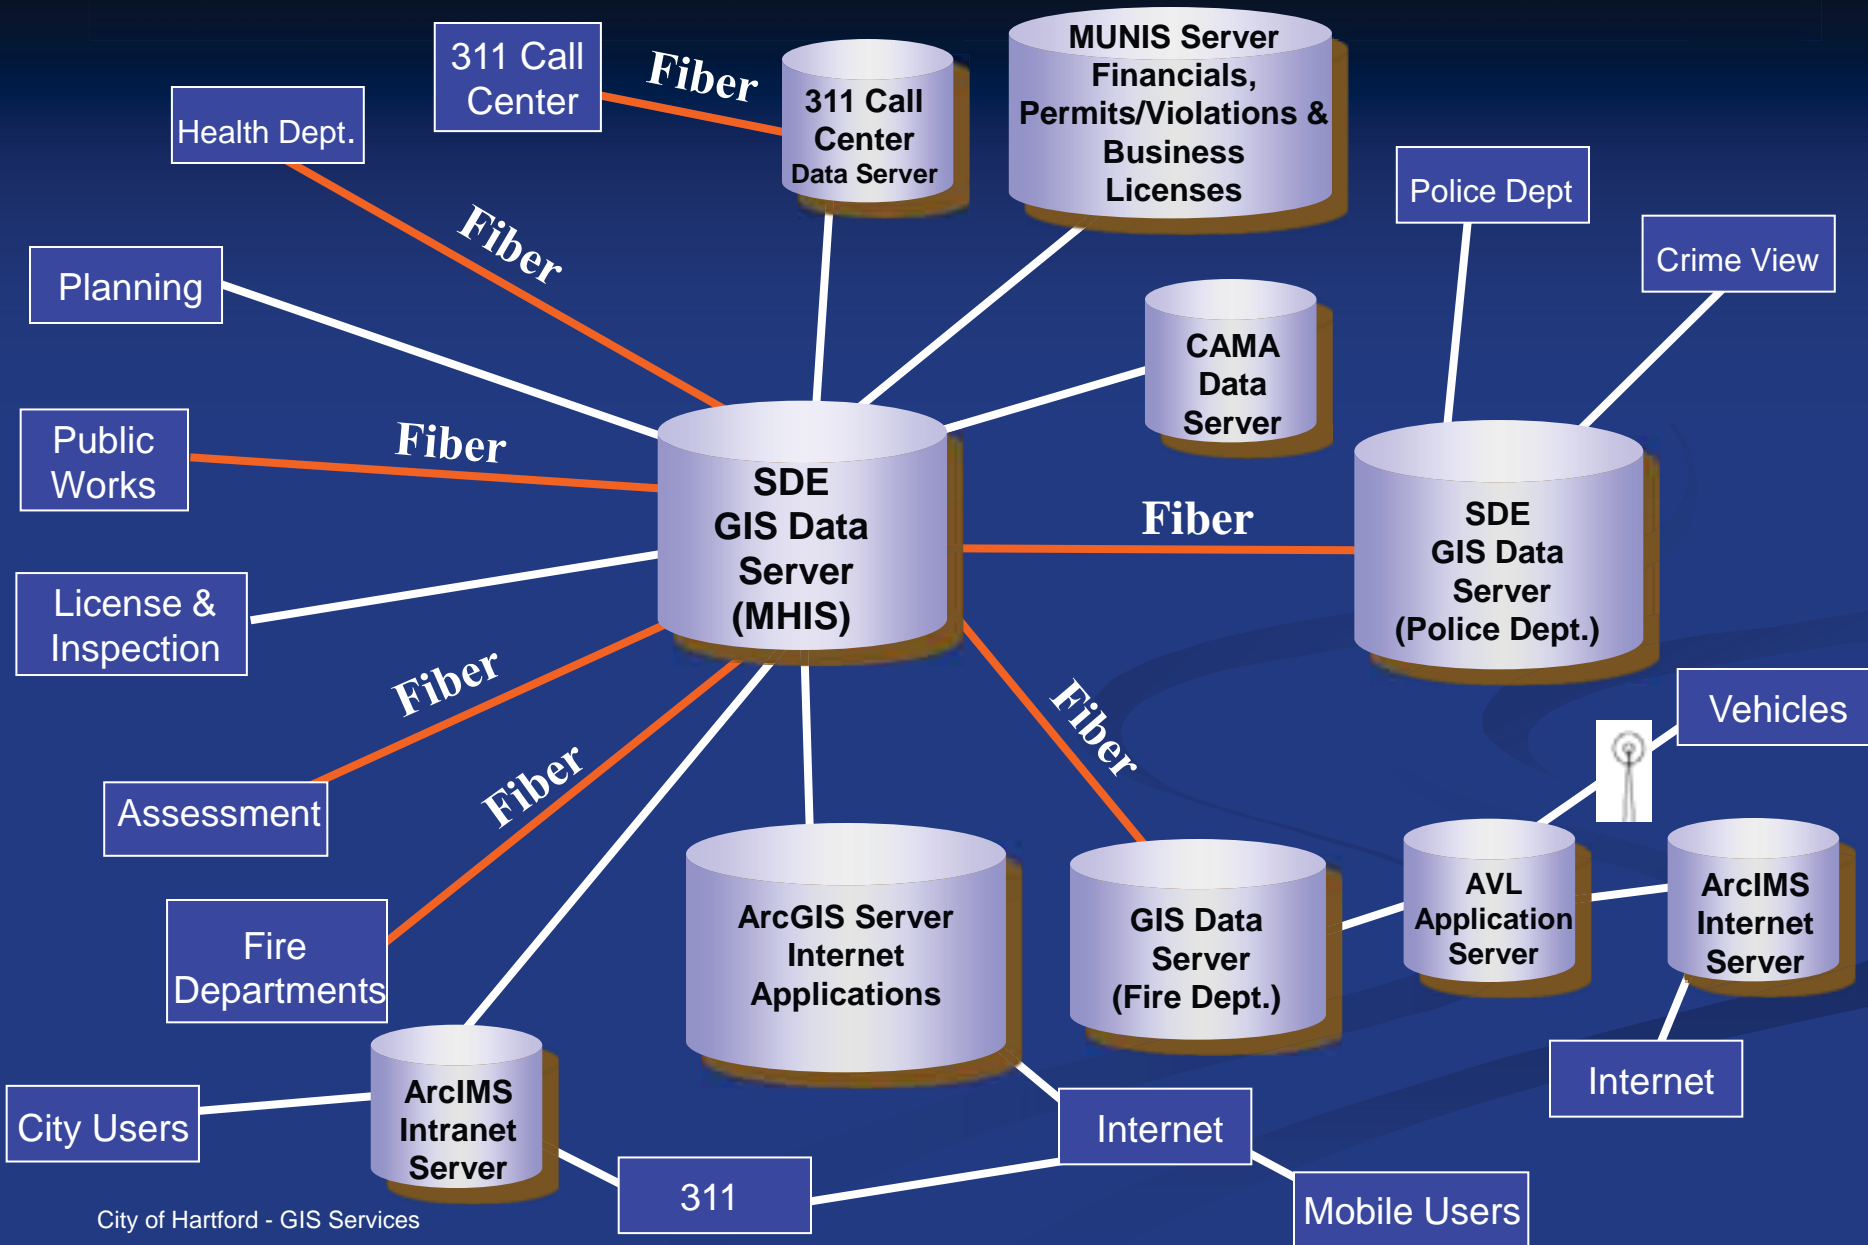 311 Call
Center
Fiber
311 Call
Center
Data Server
MUNIS Server
Financials,
Permits/Violations &
Business
Licenses
Health Dept.
Fiber
Police Dept
Crime View
Planning
CAMA
Data
Server
Public
Works
Fiber
SDE
GIS Data
Server
(MHIS)
Fiber
SDE
GIS Data
Server
(Police Dept.)
License &
Inspection
Fiber
Assessment
Fiber
Fiber
Vehicles
Fire
Departments
ArcGIS Server
Internet
Applications
GIS Data
Server
(Fire Dept.)
AVL
Application
Server
ArcIMS
Internet
Server
City Users
ArcIMS
Intranet
Server
311
Internet
Internet
Mobile Users
City of Hartford - GIS Services